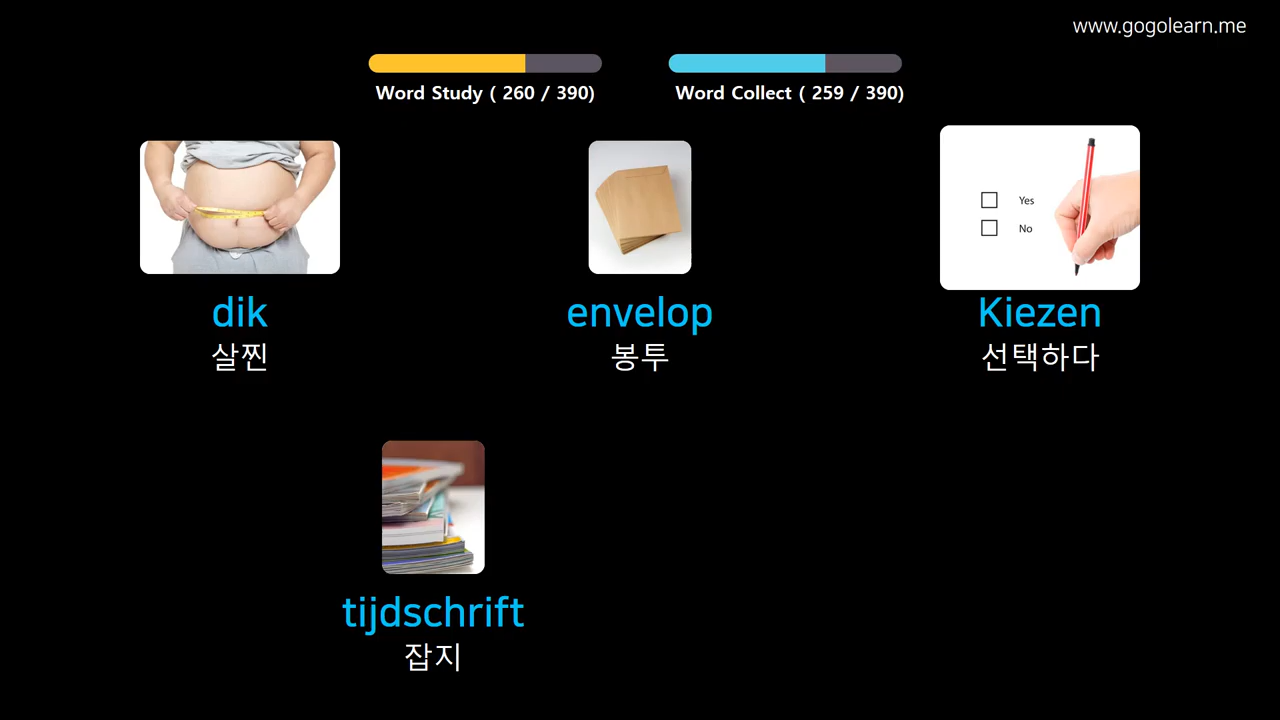 www.gogolearn.me
Word Study ( 260 / 390)
Word Collect ( 259 / 390)
Yes
No
dik
envelop
Kiezen
살찐
봉투
선택하다
tijdschrift
잡지